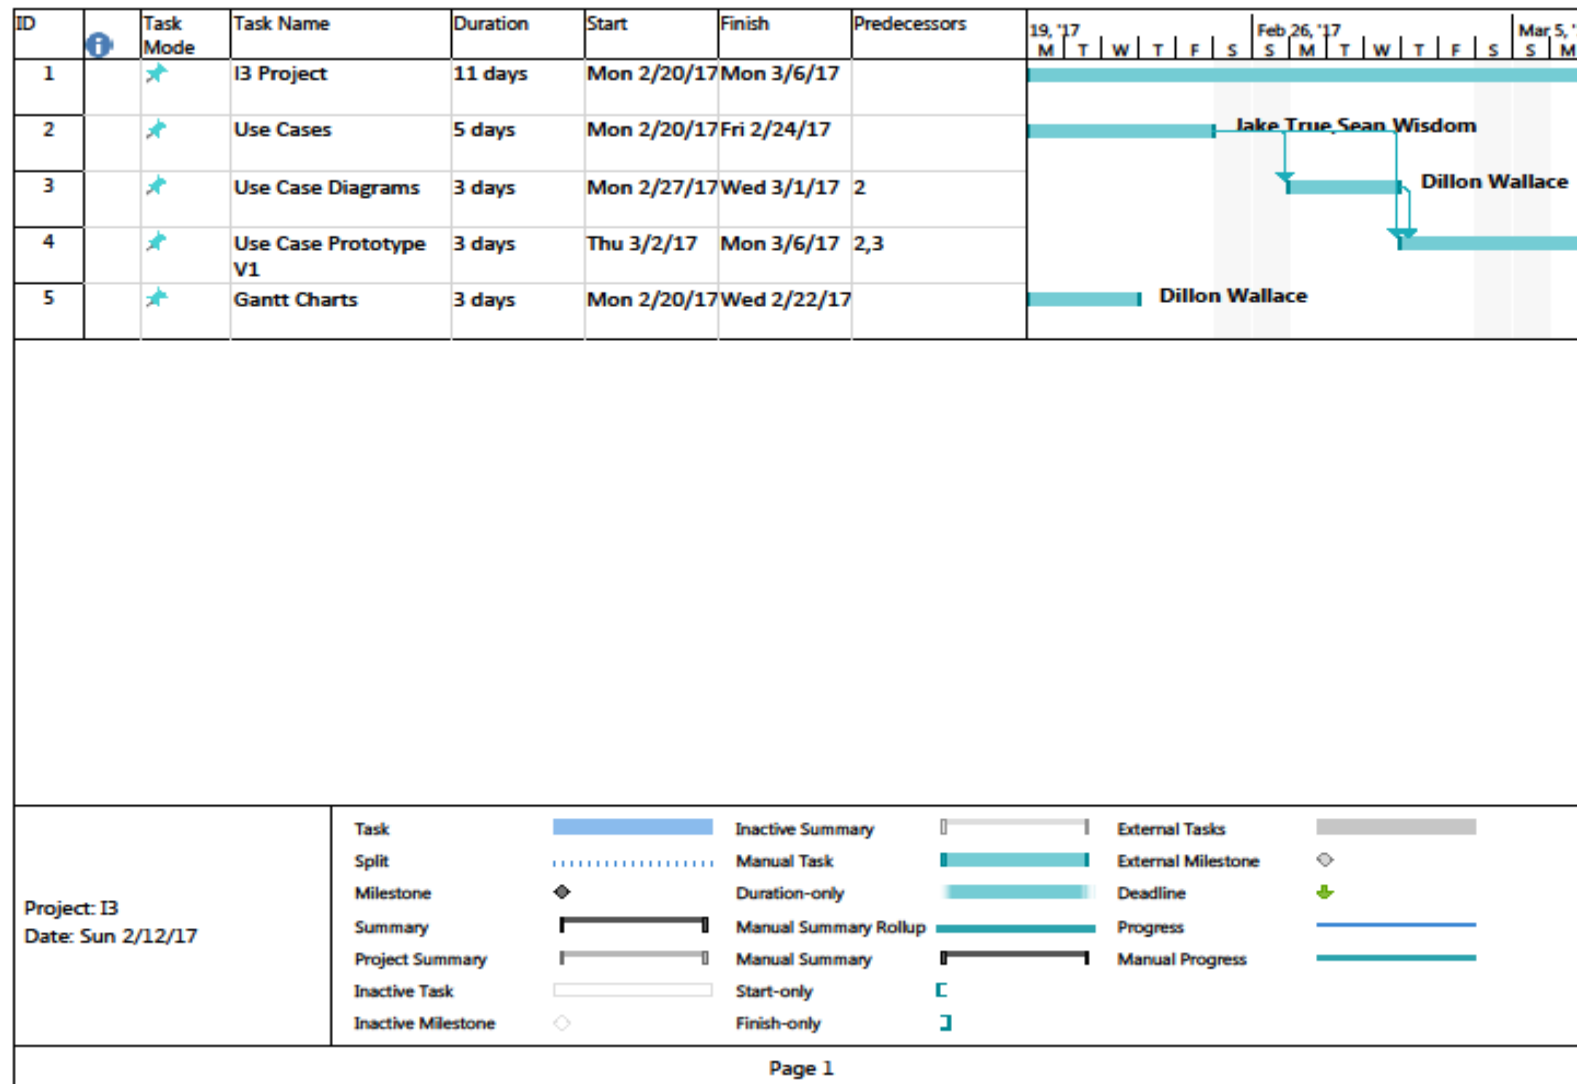 ID Task Mode Task Name Duration Start Finish Predecessors
19, '17 Feb 26, '17 Mar 5, '
M T W T F S S M T W T F S S M
1 I3 Project 11 days Mon 2/20/17 Mon 3/6/17
2 Use Cases 5 days Mon 2/20/17 Fri 2/24/17 Jake True,Sean Wisdom
3 Use Case Diagrams 3 days Mon 2/27/17 Wed 3/1/17 2 Dillon Wallace
4 Use Case Prototype V1 3 days Thu 3/2/17 Mon 3/6/17 2,3
5 Gantt Charts 3 days Mon 2/20/17 Wed 2/22/17 Dillon Wallace
Project: I3
Date: Sun 2/12/17
Task Inactive Summary External Tasks
Split Manual Task External Milestone
Milestone Duration-only Deadline
Summary Manual Summary Rollup Progress
Project Summary Manual Summary Manual Progress
Inactive Task Start-only
Inactive Milestone Finish-only
Page 1